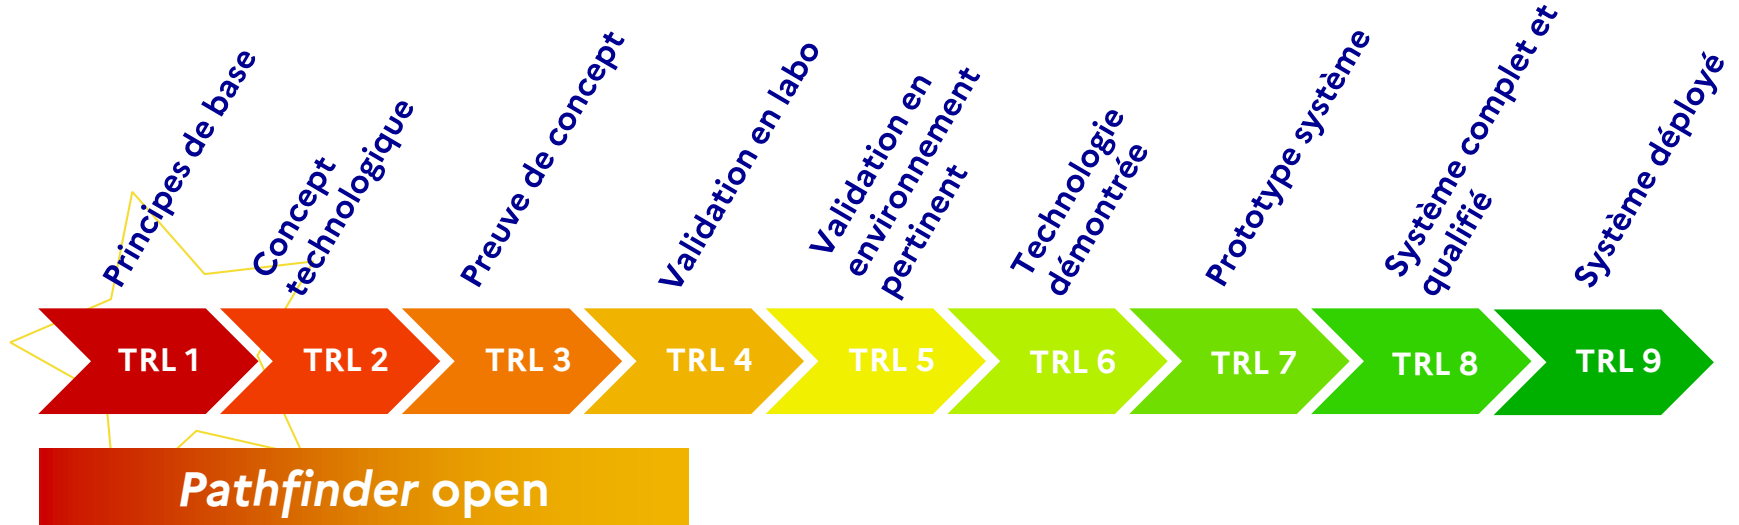 Principes de base
Concept
technologique
Preuve de concept
Validation en labo
Validation en
environnement
pertinent
Technologie
démontrée
Prototype système
Système complet et
qualifié
Système déployé
TRL 1
TRL 2
TRL 3
TRL 4
TRL 5
TRL 6
TRL 7
TRL 8
TRL 9
Pathfinder open